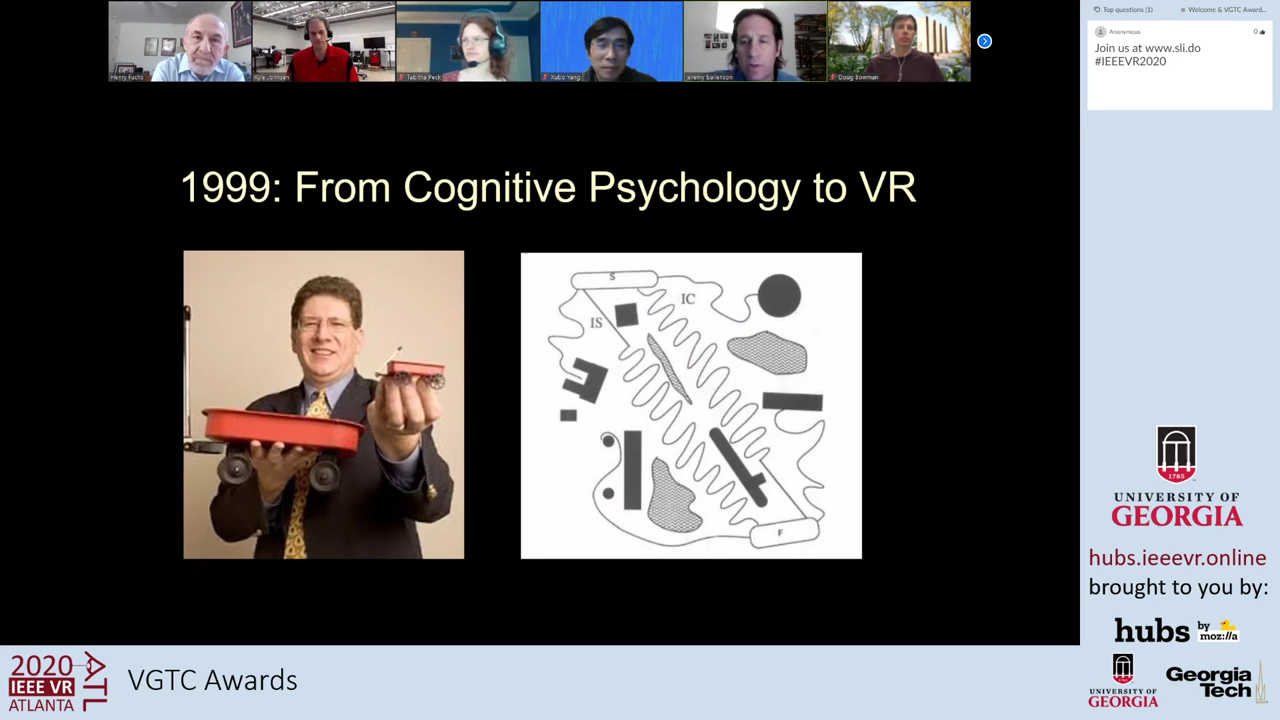 Henry Fuchs
Kyle Johnsen
Tabitha Peck
Xubo Yang
jeremy bailenson
Doug Bowman
Top questions (1)
Welcome & VGTC Award...
Anonymous
0
Join us at www.sli.do
#IEEEVR2020
1999: From Cognitive Psychology to VR
S
IC
IS
F
1785
UNIVERSITY OF
GEORGIA
hubs.ieeevr.online
brought to you by:
hubs by moz://a
UNIVERSITY OF
GEORGIA
Georgia
Tech
2020
IEEE VR
ATLANTA
ATL
VGTC Awards